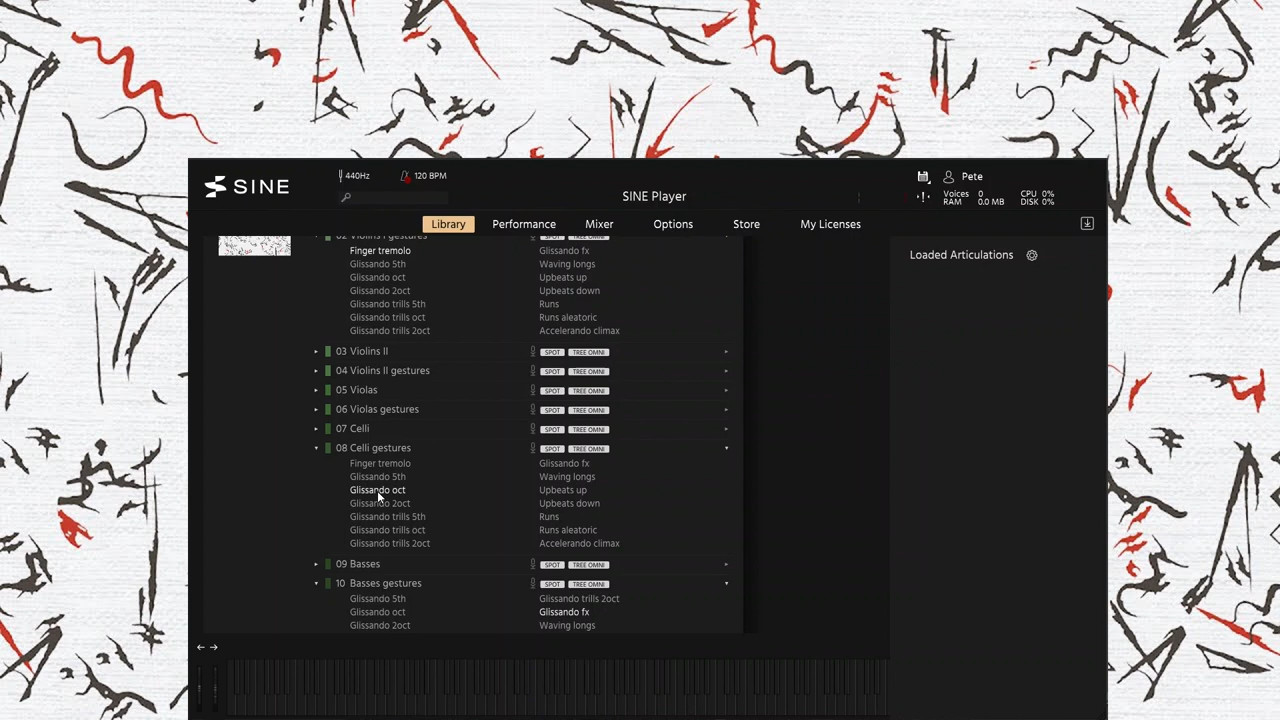 SINE
440Hz
120 BPM
SINE Player
Pete
Voices 0 CPU 0%
RAM 0.0 MB DISK 0%
Library Performance Mixer Options Store My Licenses
Loaded Articulations
02 Violins I gestures SPOT TREE OMNI
Finger tremolo Glissando fx
Glissando 5th Waving longs
Glissando oct Upbeats up
Glissando 2oct Upbeats down
Glissando trills 5th Runs
Glissando trills oct Runs aleatoric
Glissando trills 2oct Accelerando climax
03 Violins II SPOT TREE OMNI
04 Violins II gestures SPOT TREE OMNI
05 Violas SPOT TREE OMNI
06 Violas gestures SPOT TREE OMNI
07 Celli SPOT TREE OMNI
08 Celli gestures SPOT TREE OMNI
Finger tremolo Glissando fx
Glissando 5th Waving longs
Glissando oct Upbeats up
Glissando 2oct Upbeats down
Glissando trills 5th Runs
Glissando trills oct Runs aleatoric
Glissando trills 2oct Accelerando climax
09 Basses SPOT TREE OMNI
10 Basses gestures SPOT TREE OMNI
Glissando 5th Glissando trills 2oct
Glissando oct Glissando fx
Glissando 2oct Waving longs